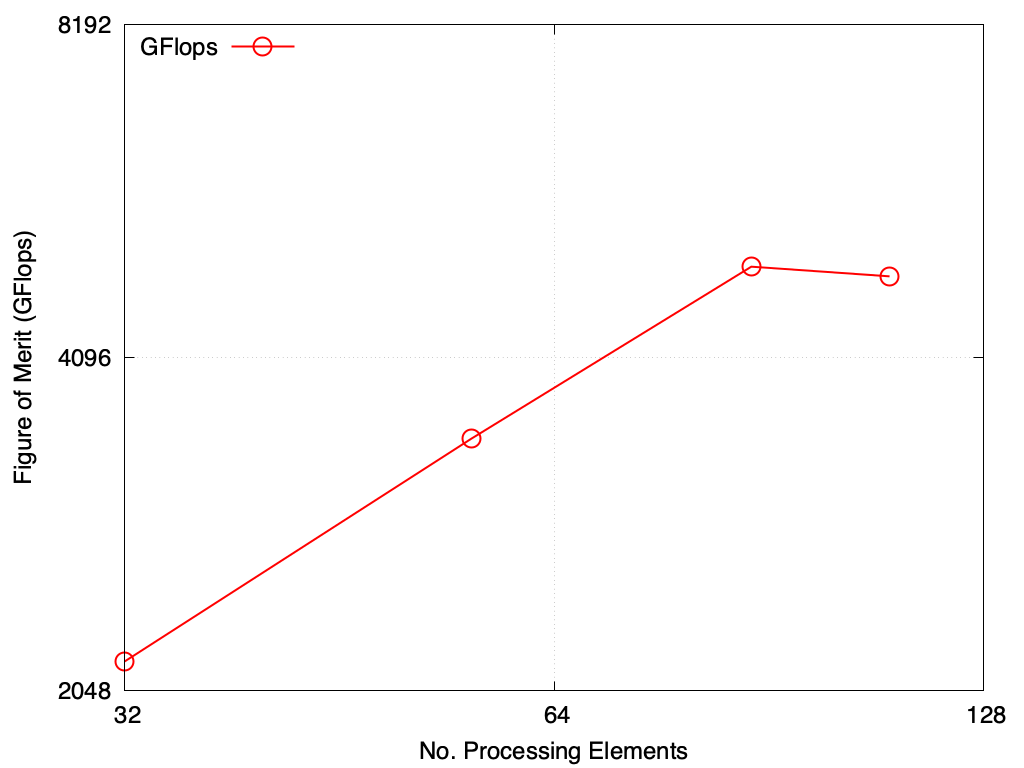 8192
GFlops
Figure of Merit (GFlops)
4096
2048
32
64
128
No. Processing Elements